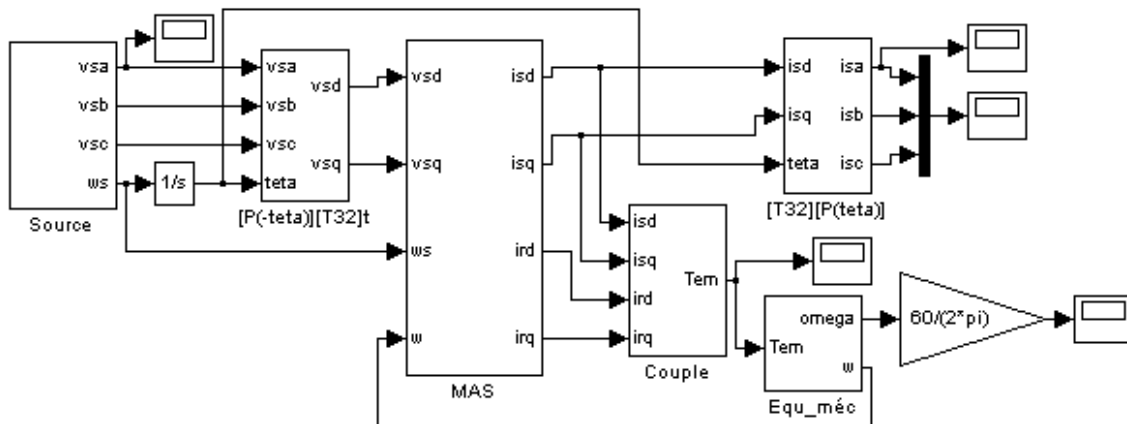 vsa
vsb
vsc
ws
Source
1/s
vsa
vsb
vsc
teta
vsd
vsq
[P(-teta)][T32]t
vsd
vsq
ws
w
isd
isq
ird
irq
MAS
isd
isq
ird
irq
Tem
Couple
isd
isq
teta
isa
isb
isc
[T32][P(teta)]
omega
Tem
w
Equ_méc
60/(2*pi)